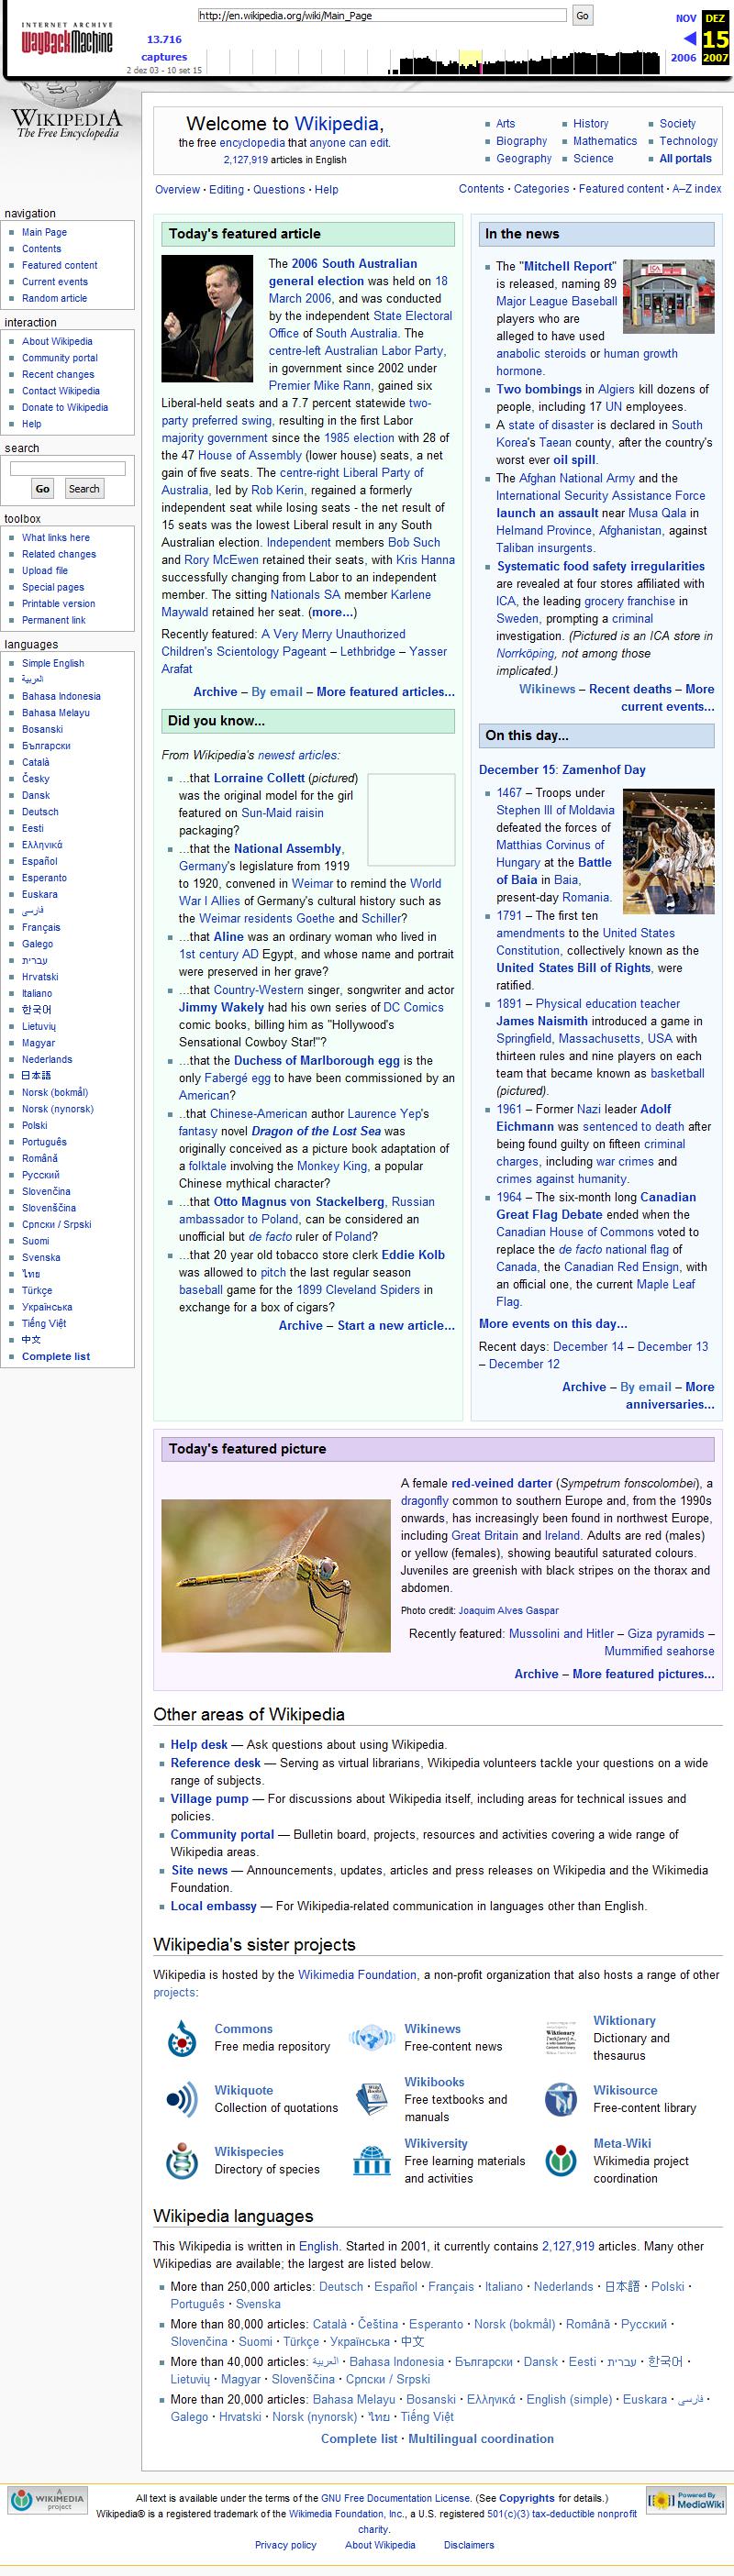 INTERNET ARCHIVE
WayBackMachine
http://en.wikipedia.org/wiki/Main_Page
Go
13.716
captures
2 dez 03 - 10 set 15
NOV
DEZ
15
2006
2007
WIKIPEDIA
The Free Encyclopedia
navigation
Main Page
Contents
Featured content
Current events
Random article
interaction
About Wikipedia
Community portal
Recent changes
Contact Wikipedia
Donate to Wikipedia
Help
search
Go
Search
toolbox
What links here
Related changes
Upload file
Special pages
Printable version
Permanent link
languages
Simple English
العربية
Bahasa Indonesia
Bahasa Melayu
Bosanski
Български
Català
Česky
Dansk
Deutsch
Eesti
Ελληνικά
Español
Esperanto
Euskara
فارسی
Français
Galego
עברית
Hrvatski
Italiano
한국어
Lietuvių
Magyar
Nederlands
日本語
Norsk (bokmål)
Norsk (nynorsk)
Polski
Português
Română
Русский
Slovenčina
Slovenščina
Српски / Srpski
Suomi
Svenska
ไทย
Türkçe
Українська
Tiếng Việt
中文
Complete list
Welcome to Wikipedia,
the free encyclopedia that anyone can edit.
2,127,919 articles in English
Arts
History
Society
Biography
Mathematics
Technology
Geography
Science
All portals
Overview · Editing · Questions · Help
Contents · Categories · Featured content · A–Z index
Today's featured article
The 2006 South Australian
general election was held on 18
March 2006, and was conducted
by the independent State Electoral
Office of South Australia. The
centre-left Australian Labor Party,
in government since 2002 under
Premier Mike Rann, gained six
Liberal-held seats and a 7.7 percent statewide two-
party preferred swing, resulting in the first Labor
majority government since the 1985 election with 28 of
the 47 House of Assembly (lower house) seats, a net
gain of five seats. The centre-right Liberal Party of
Australia, led by Rob Kerin, regained a formerly
independent seat while losing seats - the net result of
15 seats was the lowest Liberal result in any South
Australian election. Independent members Bob Such
and Rory McEwen retained their seats, with Kris Hanna
successfully changing from Labor to an independent
member. The sitting Nationals SA member Karlene
Maywald retained her seat. (more...)
Recently featured: A Very Merry Unauthorized
Children's Scientology Pageant – Lethbridge – Yasser
Arafat
Archive – By email – More featured articles...
Did you know...
From Wikipedia's newest articles:
...that Lorraine Collett (pictured)
was the original model for the girl
featured on Sun-Maid raisin
packaging?
...that the National Assembly,
Germany's legislature from 1919
to 1920, convened in Weimar to remind the World
War I Allies of Germany's cultural history such as
the Weimar residents Goethe and Schiller?
...that Aline was an ordinary woman who lived in
1st century AD Egypt, and whose name and portrait
were preserved in her grave?
...that Country-Western singer, songwriter and actor
Jimmy Wakely had his own series of DC Comics
comic books, billing him as "Hollywood's
Sensational Cowboy Star!"?
...that the Duchess of Marlborough egg is the
only Fabergé egg to have been commissioned by an
American?
...that Chinese-American author Laurence Yep's
fantasy novel Dragon of the Lost Sea was
originally conceived as a picture book adaptation of
a folktale involving the Monkey King, a popular
Chinese mythical character?
...that Otto Magnus von Stackelberg, Russian
ambassador to Poland, can be considered an
unofficial but de facto ruler of Poland?
...that 20 year old tobacco store clerk Eddie Kolb
was allowed to pitch the last regular season
baseball game for the 1899 Cleveland Spiders in
exchange for a box of cigars?
Archive – Start a new article...
In the news
The "Mitchell Report"
is released, naming 89
Major League Baseball
players who are
alleged to have used
anabolic steroids or human growth
hormone.
Two bombings in Algiers kill dozens of
people, including 17 UN employees.
A state of disaster is declared in South
Korea's Taean county, after the country's
worst ever oil spill.
The Afghan National Army and the
International Security Assistance Force
launch an assault near Musa Qala in
Helmand Province, Afghanistan, against
Taliban insurgents.
Systematic food safety irregularities
are revealed at four stores affiliated with
ICA, the leading grocery franchise in
Sweden, prompting a criminal
investigation. (Pictured is an ICA store in
Norrköping, not among those
implicated.)
Wikinews – Recent deaths – More
current events...
On this day...
December 15: Zamenhof Day
1467 – Troops under
Stephen III of Moldavia
defeated the forces of
Matthias Corvinus of
Hungary at the Battle
of Baia in Baia,
present-day Romania.
1791 – The first ten
amendments to the United States
Constitution, collectively known as the
United States Bill of Rights, were
ratified.
1891 – Physical education teacher
James Naismith introduced a game in
Springfield, Massachusetts, USA with
thirteen rules and nine players on each
team that became known as basketball
(pictured).
1961 – Former Nazi leader Adolf
Eichmann was sentenced to death after
being found guilty on fifteen criminal
charges, including war crimes and
crimes against humanity.
1964 – The six-month long Canadian
Great Flag Debate ended when the
Canadian House of Commons voted to
replace the de facto national flag of
Canada, the Canadian Red Ensign, with
an official one, the current Maple Leaf
Flag.
More events on this day...
Recent days: December 14 – December 13
– December 12
Archive – By email – More
anniversaries...
Today's featured picture
A female red-veined darter (Sympetrum fonscolombei), a
dragonfly common to southern Europe and, from the 1990s
onwards, has increasingly been found in northwest Europe,
including Great Britain and Ireland. Adults are red (males)
or yellow (females), showing beautiful saturated colours.
Juveniles are greenish with black stripes on the thorax and
abdomen.
Photo credit: Joaquim Alves Gaspar
Recently featured: Mussolini and Hitler – Giza pyramids –
Mummified seahorse
Archive – More featured pictures...
Other areas of Wikipedia
Help desk — Ask questions about using Wikipedia.
Reference desk — Serving as virtual librarians, Wikipedia volunteers tackle your questions on a wide
range of subjects.
Village pump — For discussions about Wikipedia itself, including areas for technical issues and
policies.
Community portal — Bulletin board, projects, resources and activities covering a wide range of
Wikipedia areas.
Site news — Announcements, updates, articles and press releases on Wikipedia and the Wikimedia
Foundation.
Local embassy — For Wikipedia-related communication in languages other than English.
Wikipedia's sister projects
Wikipedia is hosted by the Wikimedia Foundation, a non-profit organization that also hosts a range of other
projects:
Commons
Free media repository
Wikinews
Free-content news
Wiktionary
Dictionary and
thesaurus
Wikiquote
Collection of quotations
Wikibooks
Free textbooks and
manuals
Wikisource
Free-content library
Wikispecies
Directory of species
Wikiversity
Free learning materials
and activities
Meta-Wiki
Wikimedia project
coordination
Wikipedia languages
This Wikipedia is written in English. Started in 2001, it currently contains 2,127,919 articles. Many other
Wikipedias are available; the largest are listed below.
More than 250,000 articles: Deutsch · Español · Français · Italiano · Nederlands · 日本語 · Polski ·
Português · Svenska
More than 80,000 articles: Català · Čeština · Esperanto · Norsk (bokmål) · Română · Русский ·
Slovenčina · Suomi · Türkçe · Українська · 中文
More than 40,000 articles: العربية · Bahasa Indonesia · Български · Dansk · Eesti · עברית · 한국어 ·
Lietuvių · Magyar · Slovenščina · Српски / Srpski
More than 20,000 articles: Bahasa Melayu · Bosanski · Ελληνικά · English (simple) · Euskara · فارسی ·
Galego · Hrvatski · Norsk (nynorsk) · ไทย · Tiếng Việt
Complete list · Multilingual coordination
A
WIKIMEDIA
project
All text is available under the terms of the GNU Free Documentation License. (See Copyrights for details.)
Wikipedia® is a registered trademark of the Wikimedia Foundation, Inc., a U.S. registered 501(c)(3) tax-deductible nonprofit
charity.
Privacy policy
About Wikipedia
Disclaimers
Powered By
MediaWiki